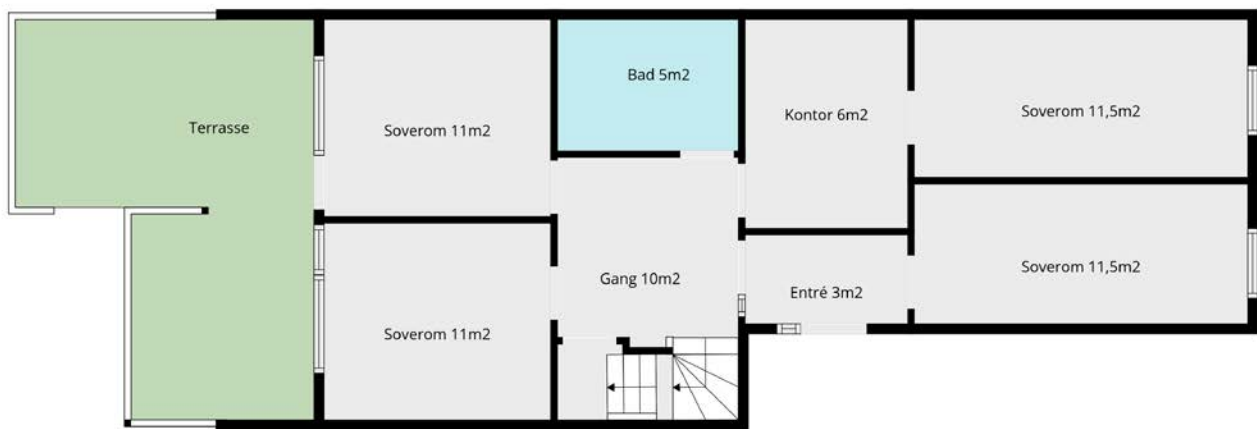 Bad 5m2
Kontor 6m2
Soverom 11,5m2
Terrasse
Soverom 11m2
Soverom 11,5m2
Gang 10m2
Entré 3m2
Soverom 11m2